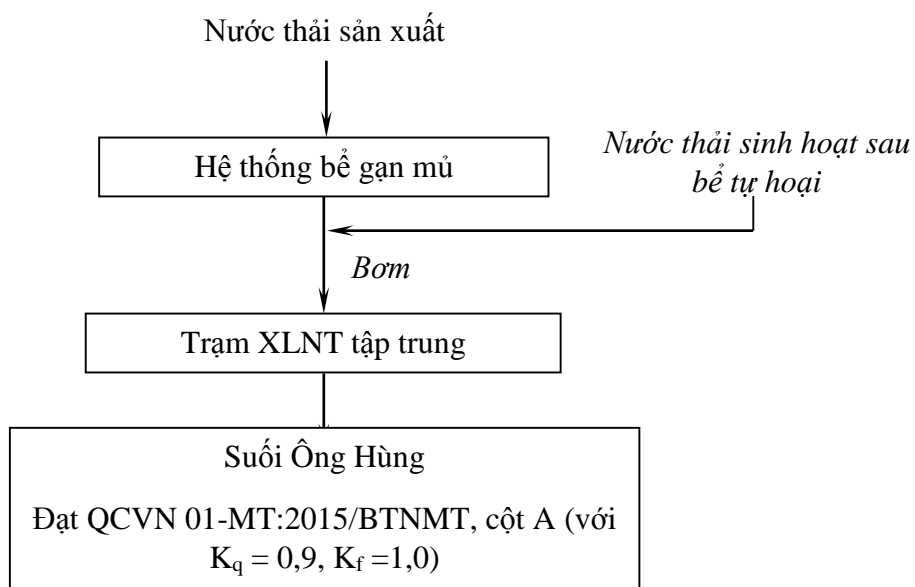 Nước thải sản xuất
Hệ thống bể gạn mủ
Nước thải sinh hoạt sau
bể tự hoại
Bơm
Trạm XLNT tập trung
Suối Ông Hùng
Đạt QCVN 01-MT:2015/BTNMT, cột A (với
Kq = 0,9, Kf =1,0)